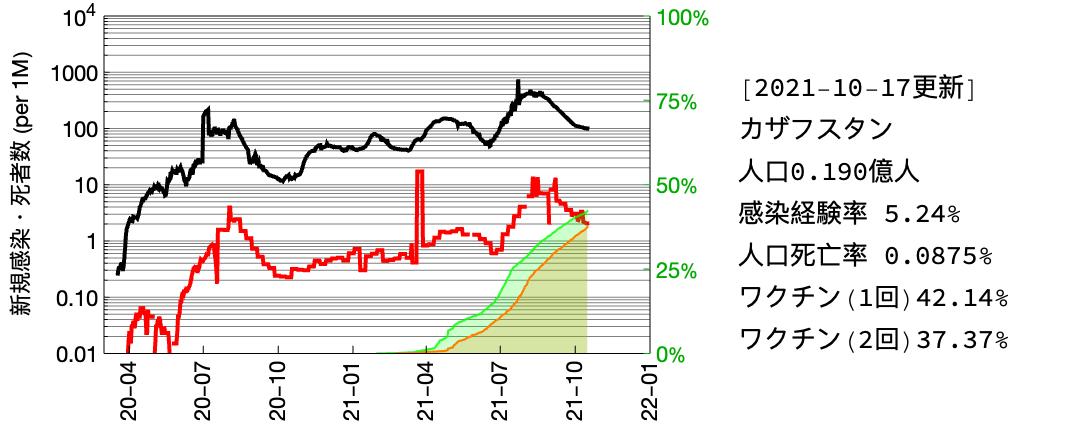 新規感染・死者数 (per 1M)
10⁴
1000
100
10
1
0.10
0.01
100%
75%
50%
25%
0%
20-04
20-07
20-10
21-01
21-04
21-07
21-10
22-01
[2021-10-17更新]
カザフスタン
人口0.190億人
感染経験率 5.24%
人口死亡率 0.0875%
ワクチン(1回)42.14%
ワクチン(2回)37.37%